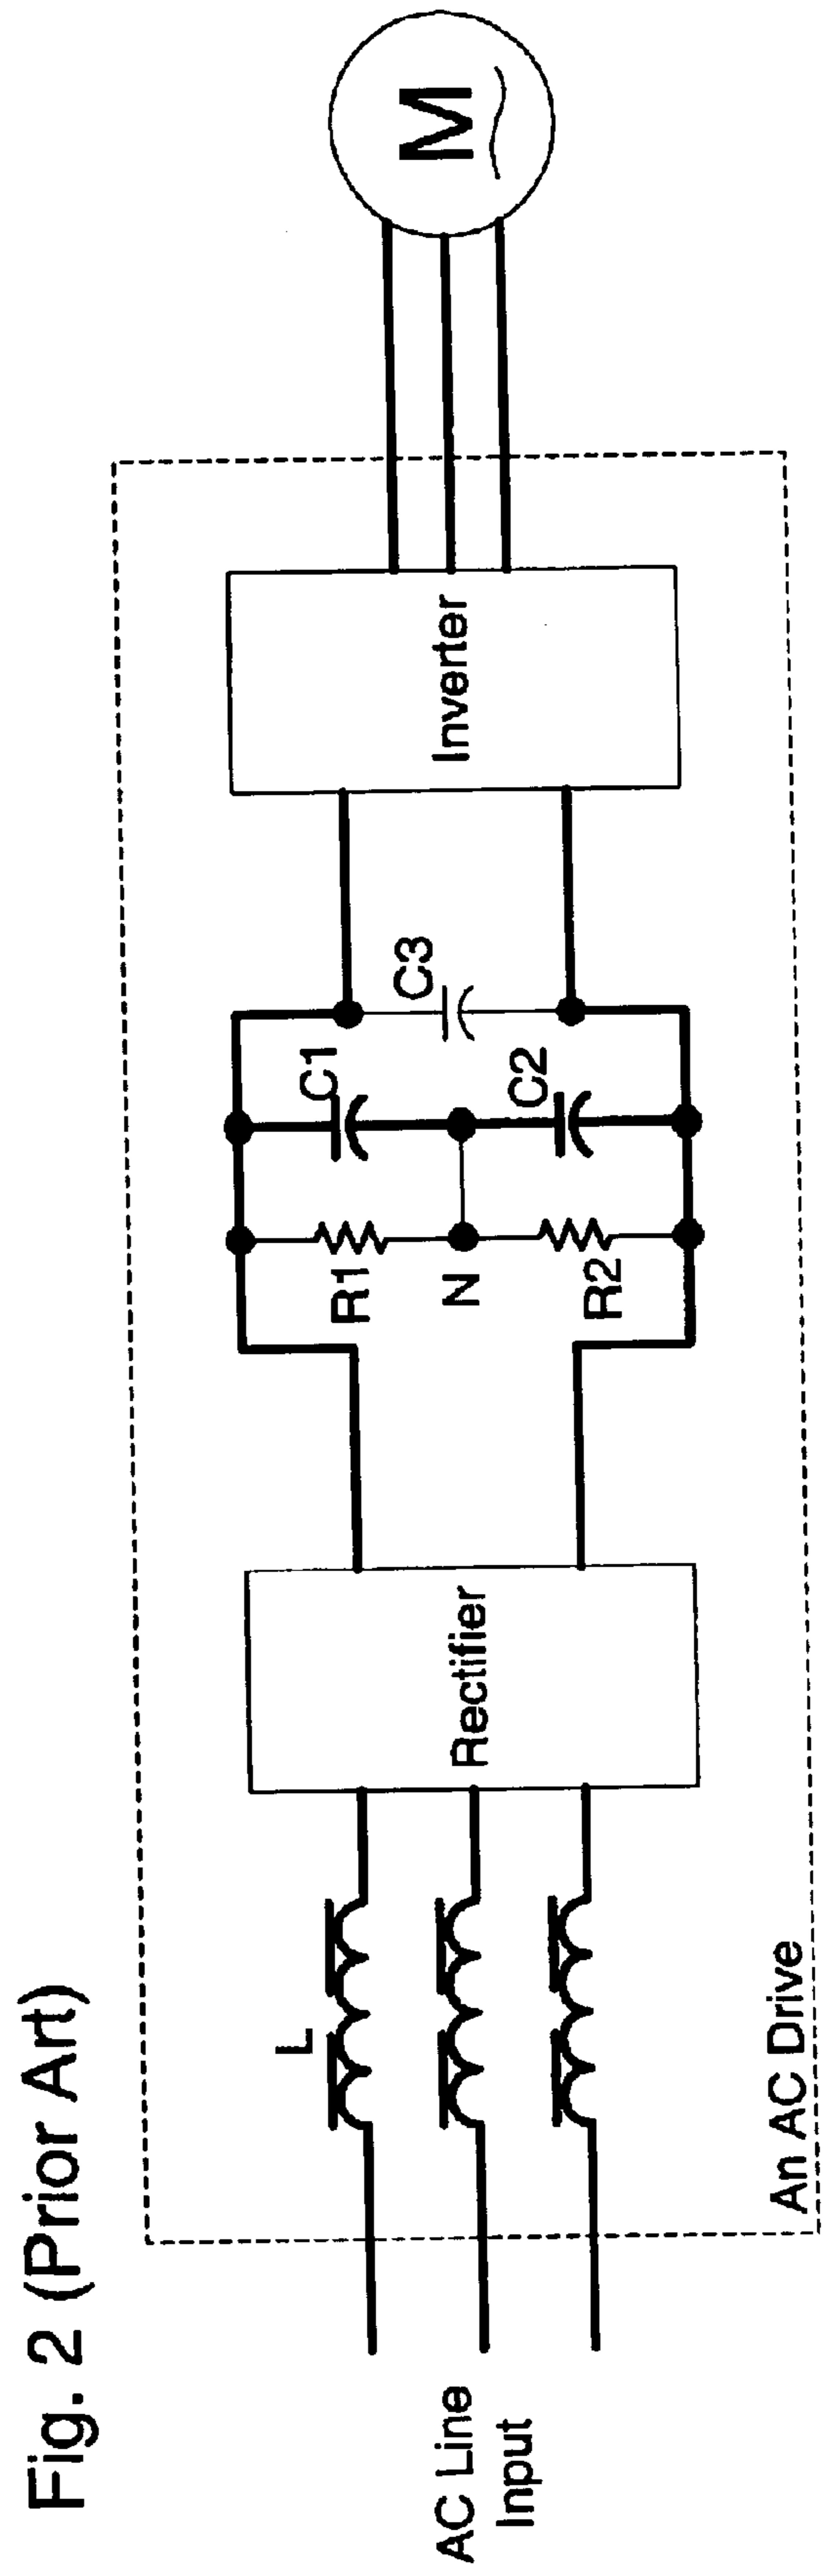 Fig. 2 (Prior Art)
AC Line
Input
L
Rectifier
R1
N
R2
C1
C2
C3
Inverter
M
An AC Drive